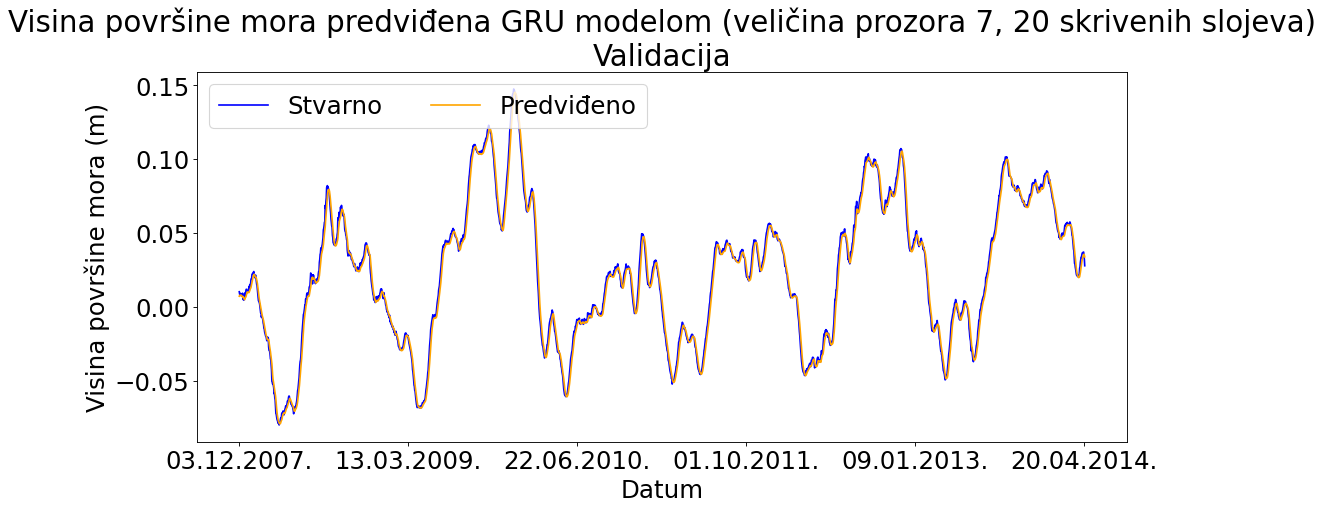 Visina površine mora predviđena GRU modelom (veličina prozora 7, 20 skrivenih slojeva)
Validacija
Stvarno
Predviđeno
Visina površine mora (m)
0.15
0.10
0.05
0.00
−0.05
03.12.2007.
13.03.2009.
22.06.2010.
01.10.2011.
09.01.2013.
20.04.2014.
Datum